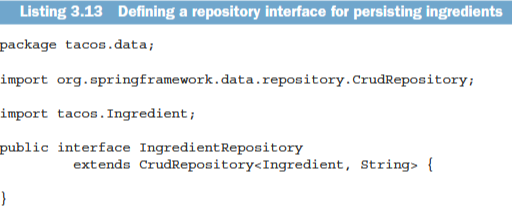 Listing 3.13 Defining a repository interface for persisting ingredients
package tacos.data;
import org.springframework.data.repository.CrudRepository;
import tacos.Ingredient;
public interface IngredientRepository
extends CrudRepository<Ingredient, String> {
}